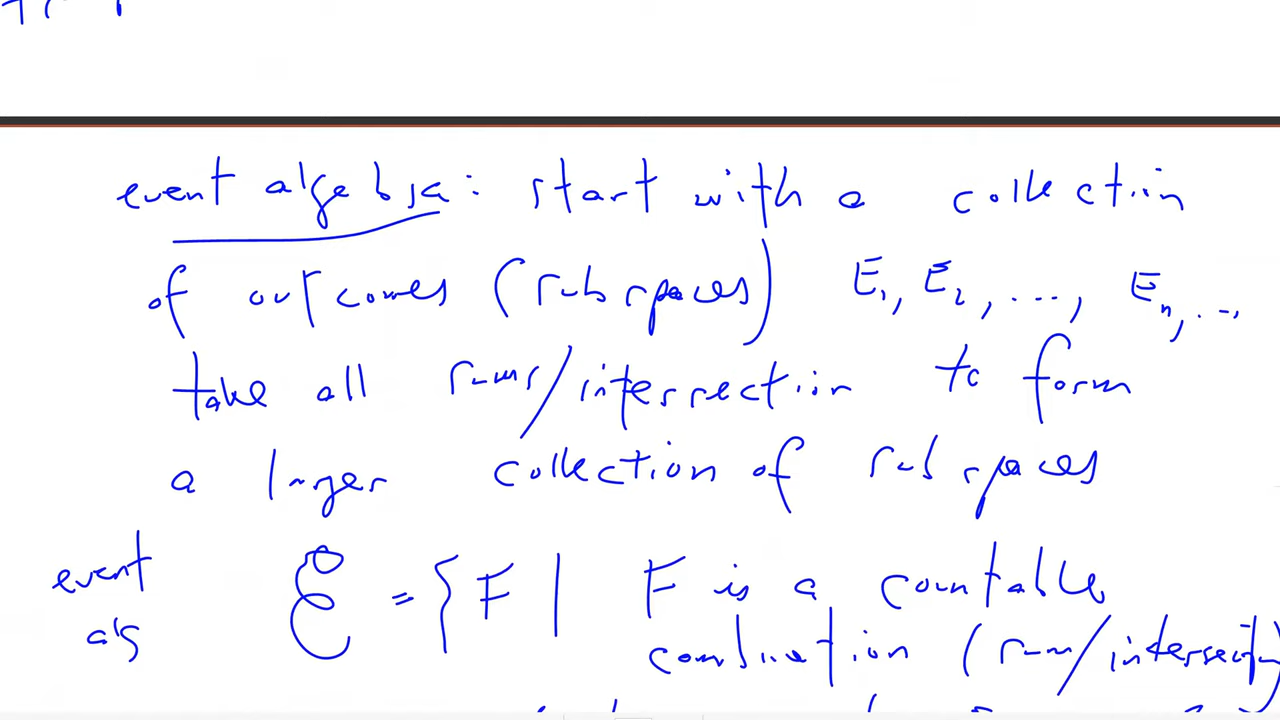 event algebra: start with a collection
of outcomes (subspaces) E₁, E₂, ..., Eₙ, ...
take all sums/intersection to form
a larger collection of subspaces
event alg ℰ = { F | F is a countable
combination (sum/intersection)